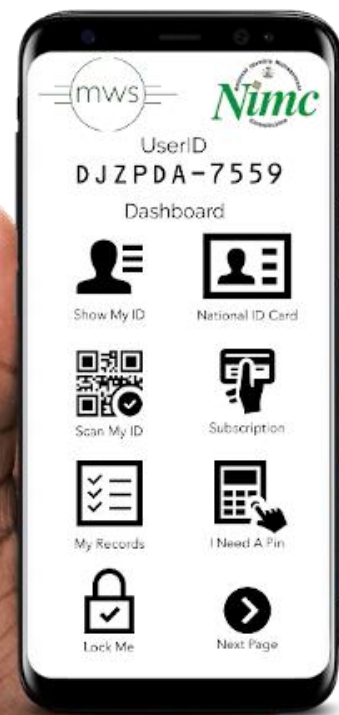 mws
Nimc
UserID
DJZPDA-7559
Dashboard
Show My ID
National ID Card
Scan My ID
Subscription
My Records
I Need A Pin
Lock Me
Next Page